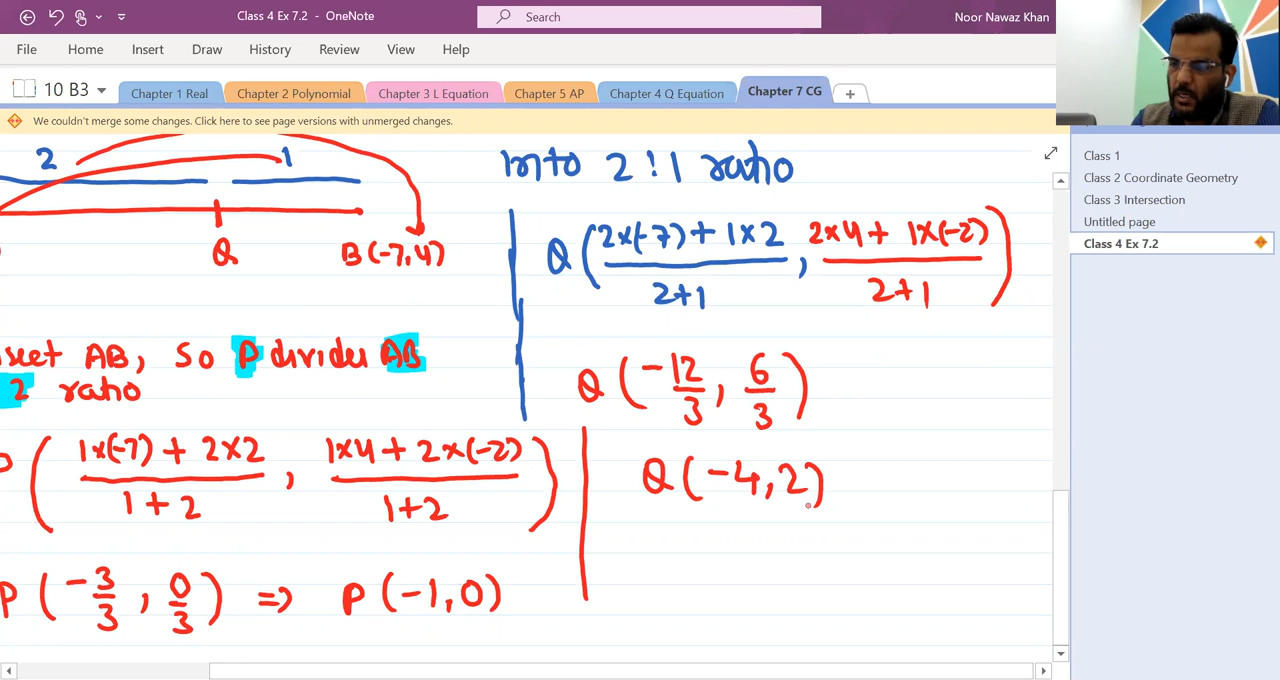 Class 4 Ex 7.2 - OneNote
Search
Noor Nawaz Khan
File Home Insert Draw History Review View Help
10 B3
Chapter 1 Real
Chapter 2 Polynomial
Chapter 3 L Equation
Chapter 5 AP
Chapter 4 Q Equation
Chapter 7 CG
We couldn't merge some changes. Click here to see page versions with unmerged changes.
Class 1
Class 2 Coordinate Geometry
Class 3 Intersection
Untitled page
Class 4 Ex 7.2
2 1
Q B(-7,4)
AB, so P divides AB
2 ratio
(1×(-7) + 2×2 / 1+2 , 1×4 + 2×(-2) / 1+2)
P (-3/3 , 0/3) => P (-1,0)
into 2:1 ratio
Q (2×(-7) + 1×2 / 2+1 , 2×4 + 1×(-2) / 2+1)
Q (-12/3 , 6/3)
Q (-4,2)